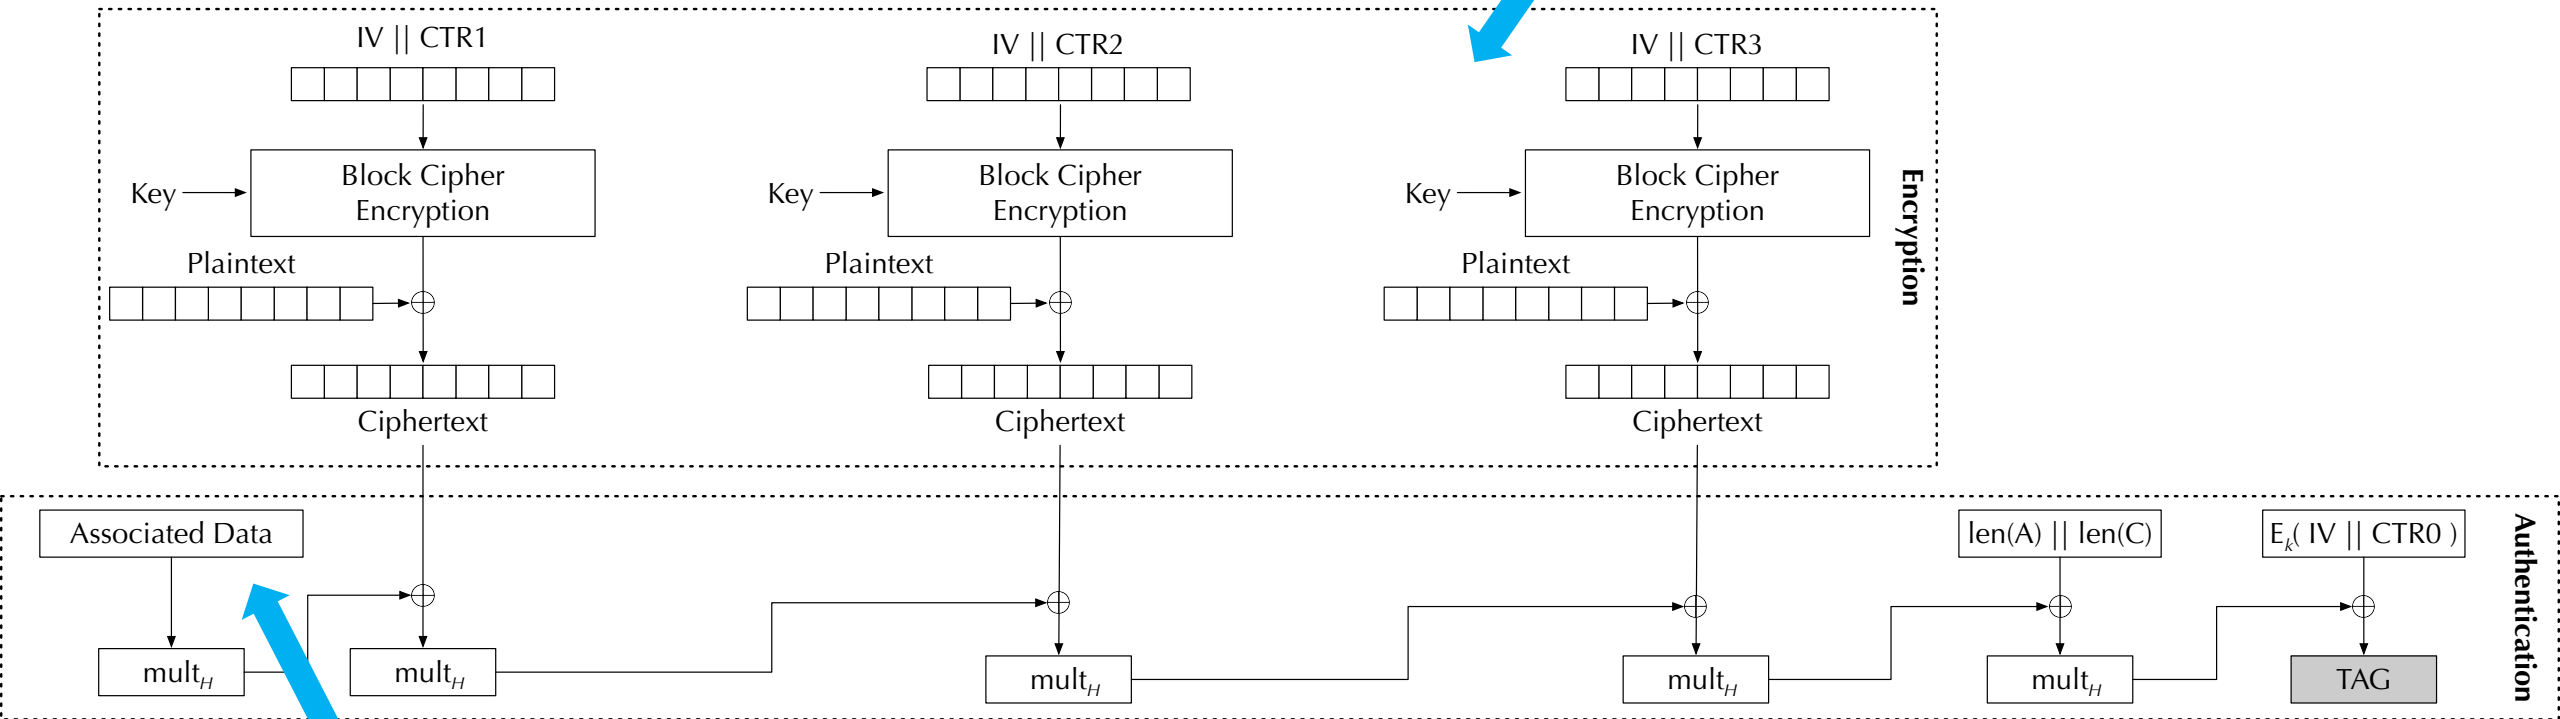 IV || CTR1
IV || CTR2
IV || CTR3
Key
Block Cipher
Encryption
Key
Block Cipher
Encryption
Key
Block Cipher
Encryption
Encryption
Plaintext
Plaintext
Plaintext
Ciphertext
Ciphertext
Ciphertext
Associated Data
len(A) || len(C)
Ek( IV || CTR0 )
Authentication
multH
multH
multH
multH
multH
TAG